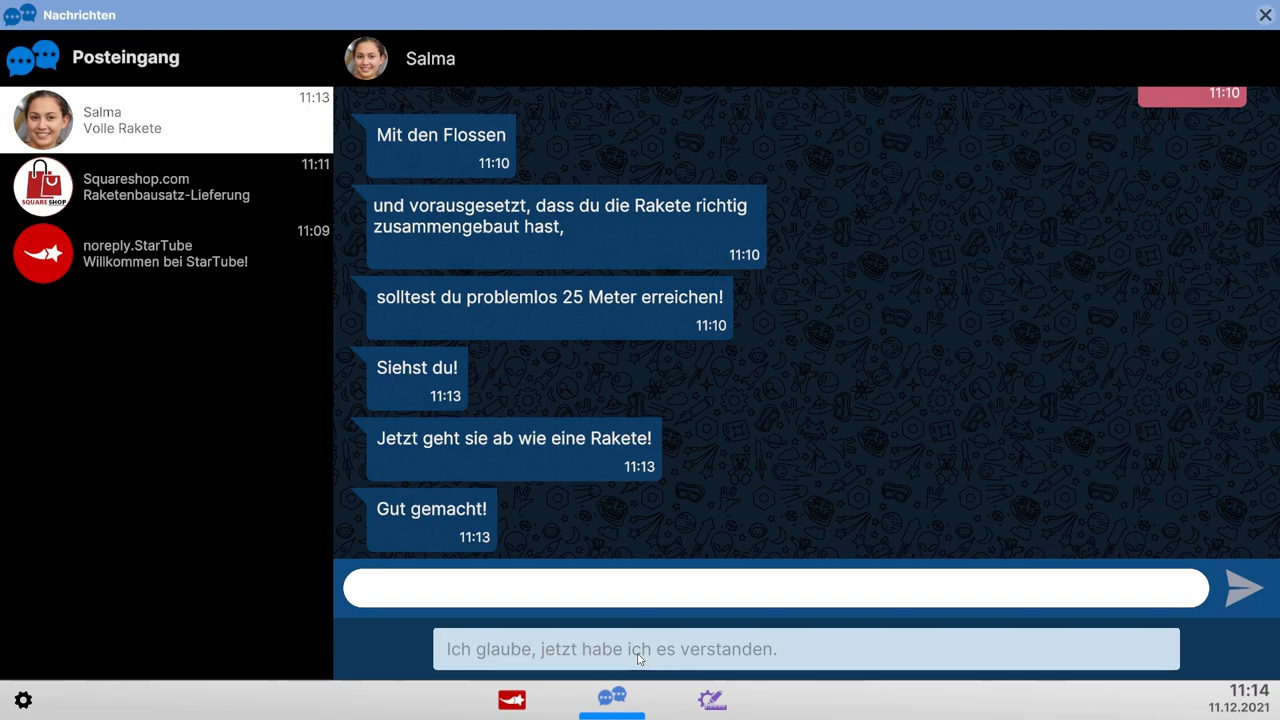 Nachrichten
Posteingang
Salma
11:13
Salma
Volle Rakete
11:11
Squareshop.com
Raketenbausatz-Lieferung
SQUARE SHOP
11:09
noreply.StarTube
Willkommen bei StarTube!
11:10
Mit den Flossen
11:10
und vorausgesetzt, dass du die Rakete richtig
zusammengebaut hast,
11:10
solltest du problemlos 25 Meter erreichen!
11:10
Siehst du!
11:13
Jetzt geht sie ab wie eine Rakete!
11:13
Gut gemacht!
11:13
Ich glaube, jetzt habe ich es verstanden.
11:14
11.12.2021